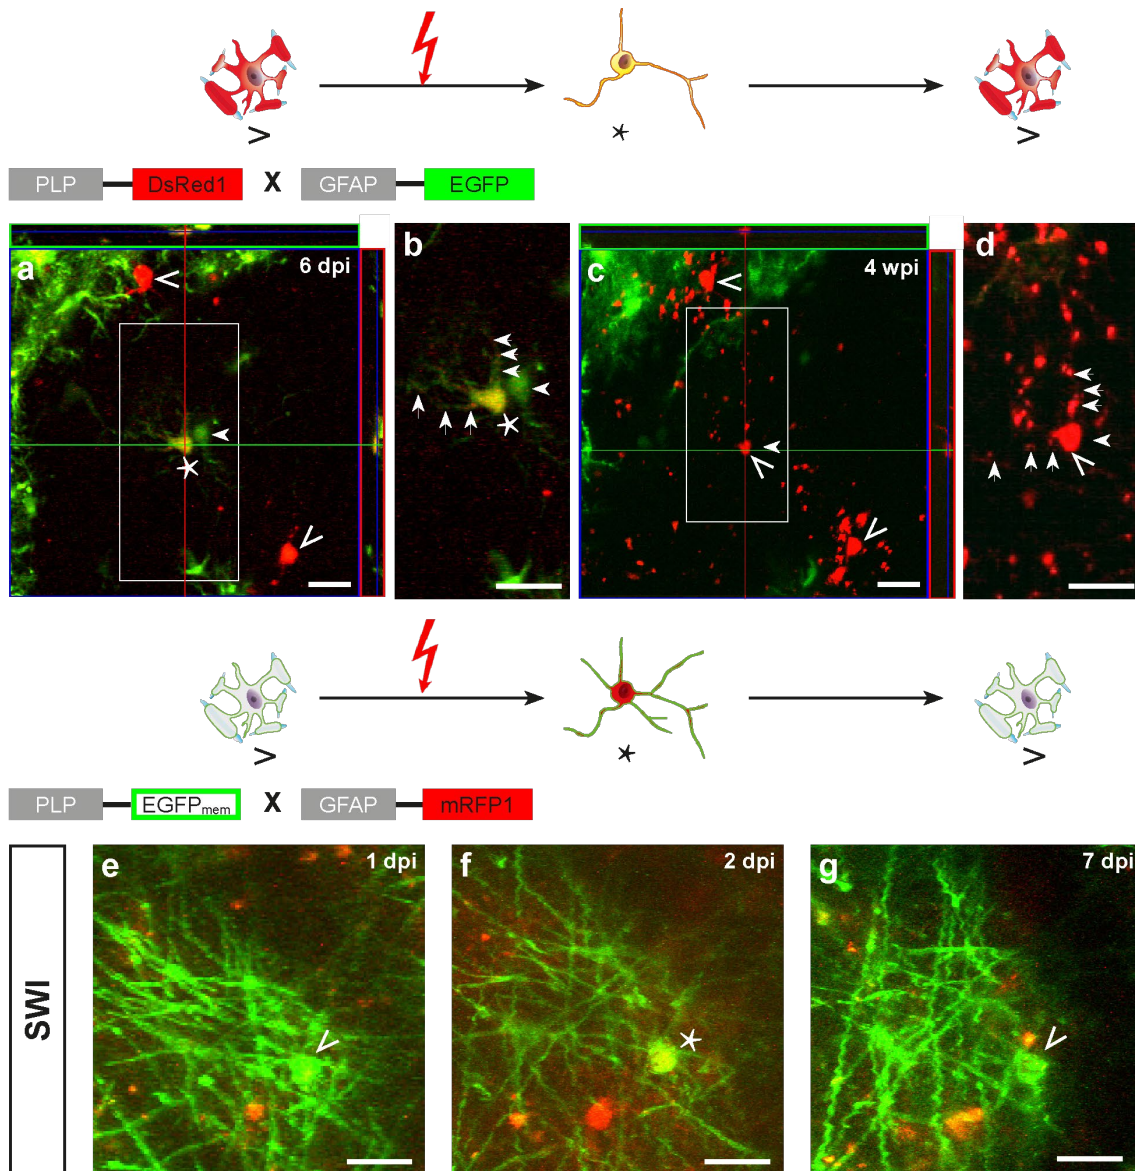 PLP DsRed1 X GFAP EGFP
a 6 dpi
b
c 4 wpi
d
PLP EGFPmem X GFAP mRFP1
SWI
e 1 dpi
f 2 dpi
g 7 dpi